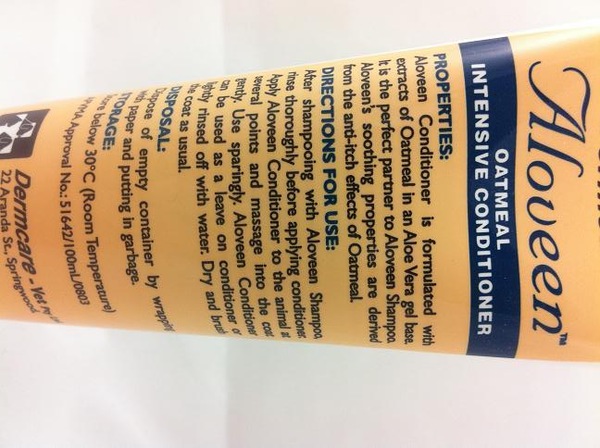 Aloveen™
OATMEAL
INTENSIVE CONDITIONER
PROPERTIES:
Aloveen Conditioner is formulated with
extracts of Oatmeal in an Aloe Vera gel base.
It is the perfect partner to Aloveen Shampoo.
Aloveen's soothing properties are derived
from the anti-itch effects of Oatmeal.
DIRECTIONS FOR USE:
After shampooing with Aloveen Shampoo,
rinse thoroughly before applying conditioner.
Apply Aloveen Conditioner to the animal at
several points and massage into the coat
gently. Use sparingly. Aloveen Conditioner
can be used as a leave on conditioner or
lightly rinsed off with water. Dry and brush
the coat as usual.
DISPOSAL:
Dispose of empty container by wrapping
with paper and putting in garbage.
STORAGE:
Store below 30°C (Room Temperature)
Approval No.: 51642/100mL/0803
Dermcare - Vet
22 Aranda St., Springwood